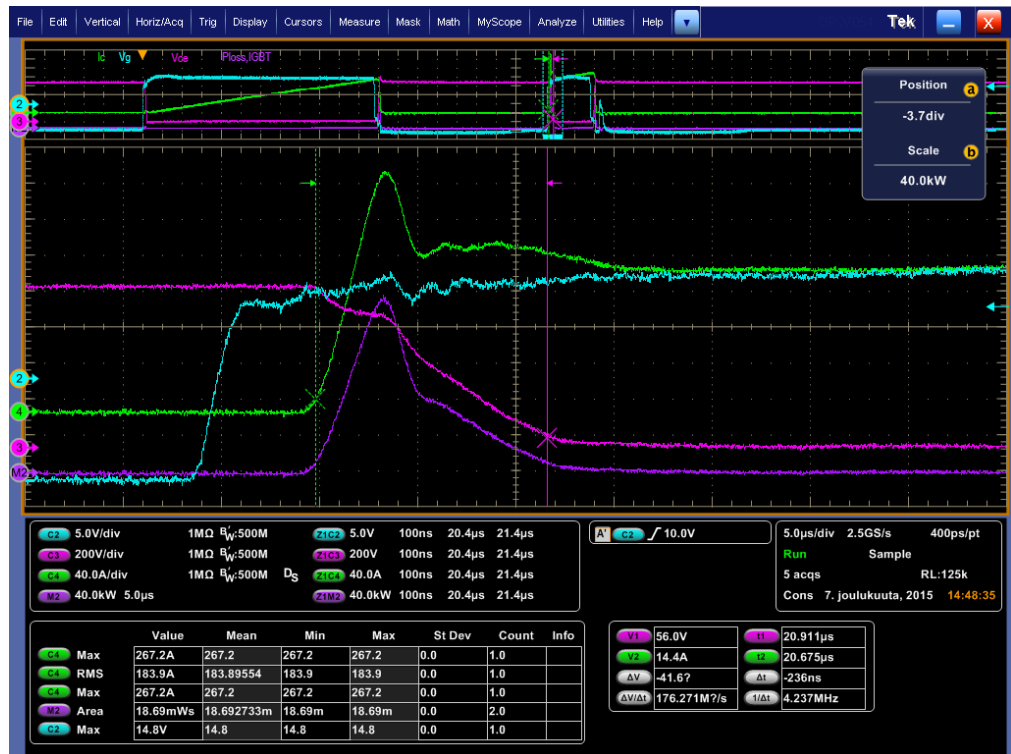 File Edit Vertical Horiz/Acq Trig Display Cursors Measure Mask Math MyScope Analyze Utilities Help Tek X
Ic Vg Vce Ploss,IGBT
Position a
-3.7div
Scale b
40.0kW
2
3
2
4
3
M2
C2 5.0V/div 1MΩ BW:500M Z1C2 5.0V 100ns 20.4µs 21.4µs
C3 200V/div 1MΩ BW:500M Z1C3 200V 100ns 20.4µs 21.4µs
C4 40.0A/div 1MΩ BW:500M DS Z1C4 40.0A 100ns 20.4µs 21.4µs
M2 40.0kW 5.0µs Z1M2 40.0kW 100ns 20.4µs 21.4µs
A' C2 10.0V
5.0µs/div 2.5GS/s 400ps/pt
Run Sample
5 acqs RL:125k
Cons 7. joulukuuta, 2015 14:48:35
Value Mean Min Max St Dev Count Info
C4 Max 267.2A 267.2 267.2 267.2 0.0 1.0
C4 RMS 183.9A 183.89554 183.9 183.9 0.0 1.0
C4 Max 267.2A 267.2 267.2 267.2 0.0 1.0
M2 Area 18.69mWs 18.692733m 18.69m 18.69m 0.0 2.0
C2 Max 14.8V 14.8 14.8 14.8 0.0 1.0
V1 56.0V t1 20.911µs
V2 14.4A t2 20.675µs
ΔV -41.6? Δt -236ns
ΔV/Δt 176.271M?/s 1/Δt 4.237MHz